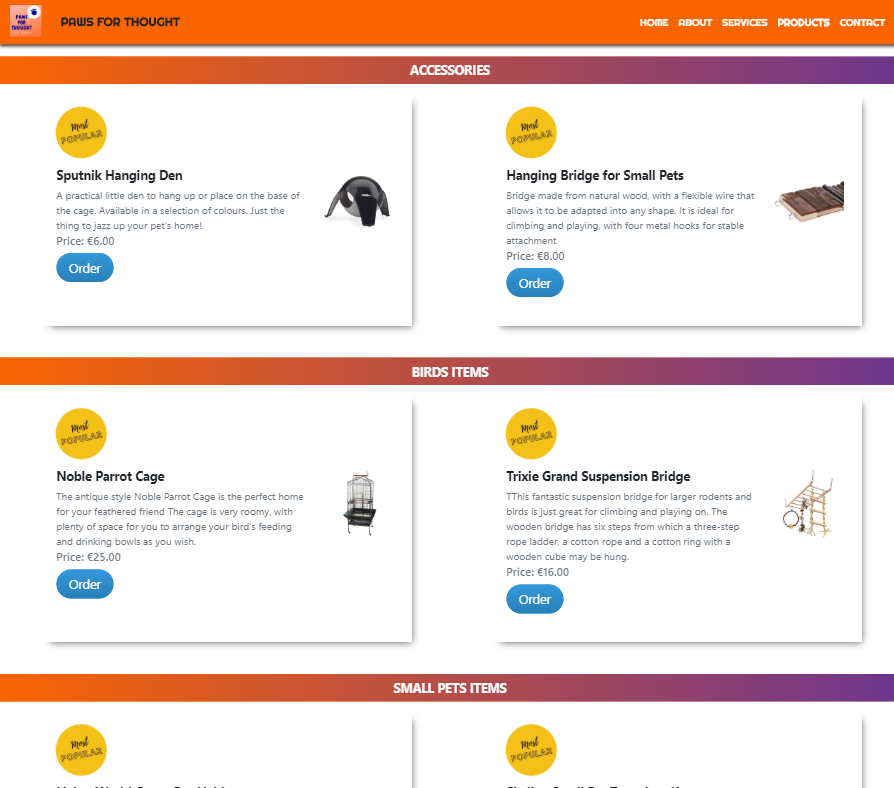 PAWS
FOR
THOUGHT
PAWS FOR THOUGHT
HOME ABOUT SERVICES PRODUCTS CONTACT
ACCESSORIES
Most
POPULAR
Sputnik Hanging Den
A practical little den to hang up or place on the base of
the cage. Available in a selection of colours. Just the
thing to jazz up your pet's home!
Price: €6.00
Order
Most
POPULAR
Hanging Bridge for Small Pets
Bridge made from natural wood, with a flexible wire that
allows it to be adapted into any shape. It is ideal for
climbing and playing, with four metal hooks for stable
attachment
Price: €8.00
Order
BIRDS ITEMS
Most
POPULAR
Noble Parrot Cage
The antique style Noble Parrot Cage is the perfect home
for your feathered friend The cage is very roomy, with
plenty of space for you to arrange your bird's feeding
and drinking bowls as you wish.
Price: €25.00
Order
Most
POPULAR
Trixie Grand Suspension Bridge
TThis fantastic suspension bridge for larger rodents and
birds is just great for climbing and playing on. The
wooden bridge has six steps from which a three-step
rope ladder, a cotton rope and a cotton ring with a
wooden cube may be hung.
Price: €16.00
Order
SMALL PETS ITEMS
Most
POPULAR
Most
POPULAR